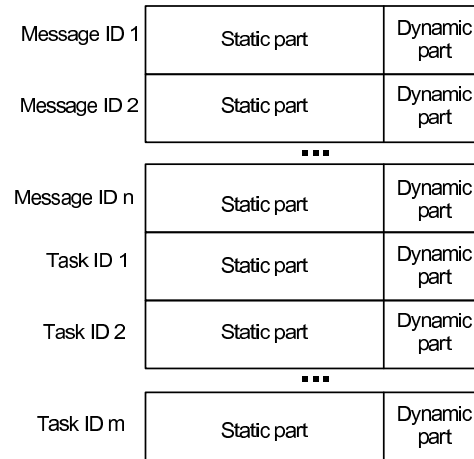 Message ID 1 Static part Dynamic part
Message ID 2 Static part Dynamic part
...
Message ID n Static part Dynamic part
Task ID 1 Static part Dynamic part
Task ID 2 Static part Dynamic part
...
Task ID m Static part Dynamic part